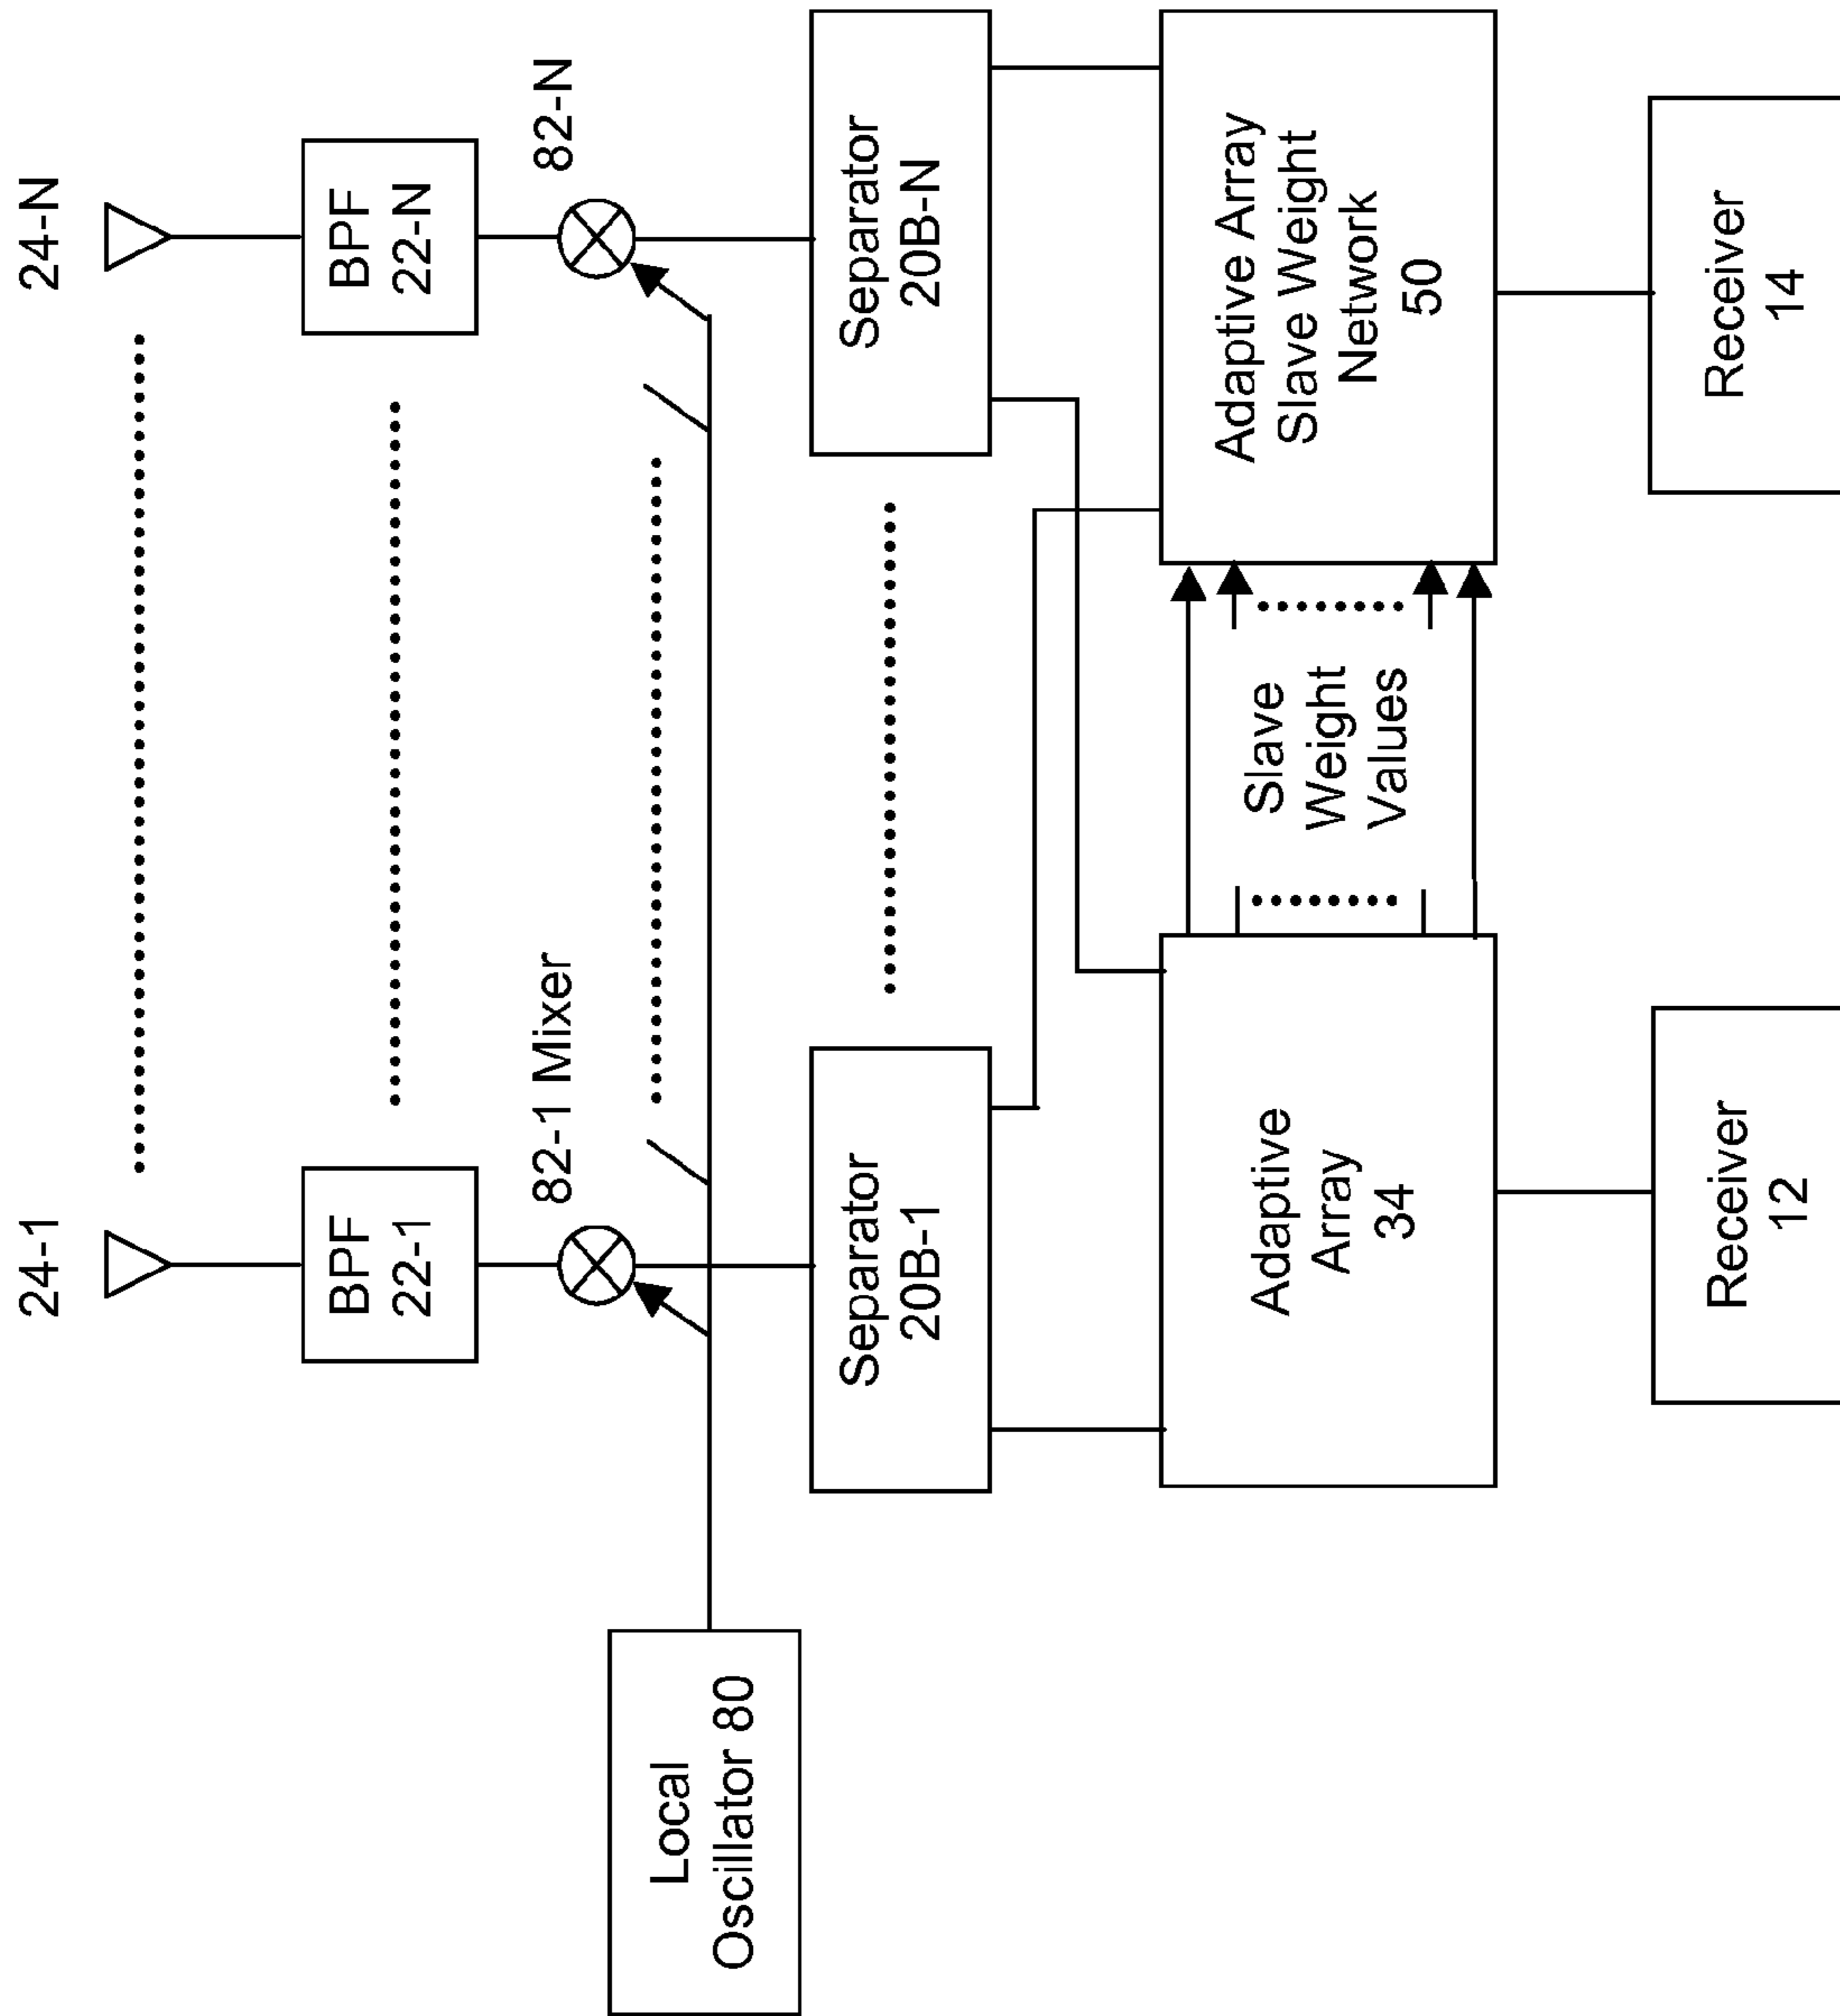 24-1
24-N
BPF
22-1
BPF
22-N
82-1 Mixer
82-N
Local
Oscillator 80
Separator
20B-1
Separator
20B-N
Adaptive
Array
34
Slave
Weight
Values
Adaptive Array
Slave Weight
Network
50
Receiver
12
Receiver
14